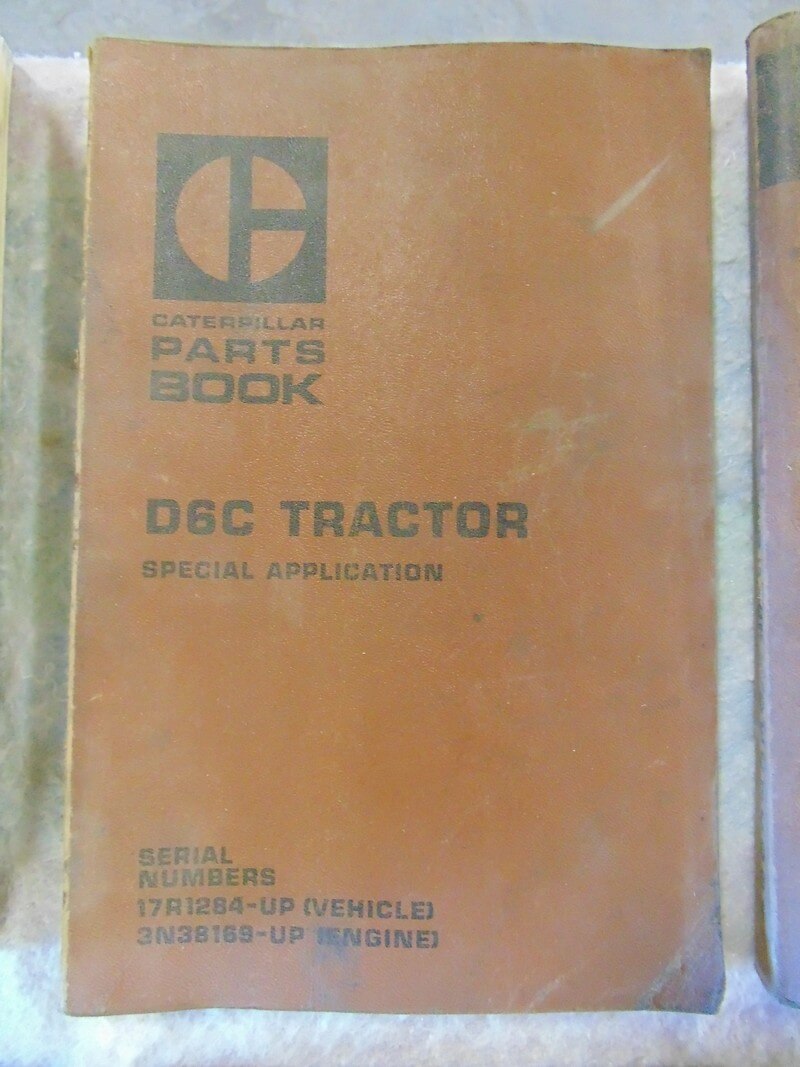 CATERPILLAR
PARTS
BOOK
D6C TRACTOR
SPECIAL APPLICATION
SERIAL
NUMBERS
17R1284-UP (VEHICLE)
3N38169-UP (ENGINE)